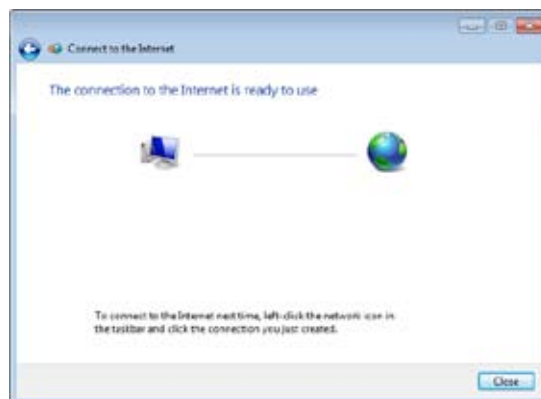 Connect to the Internet
The connection to the Internet is ready to use
To connect to the Internet next time, left-click the network icon in
the taskbar and click the connection you just created.
Close